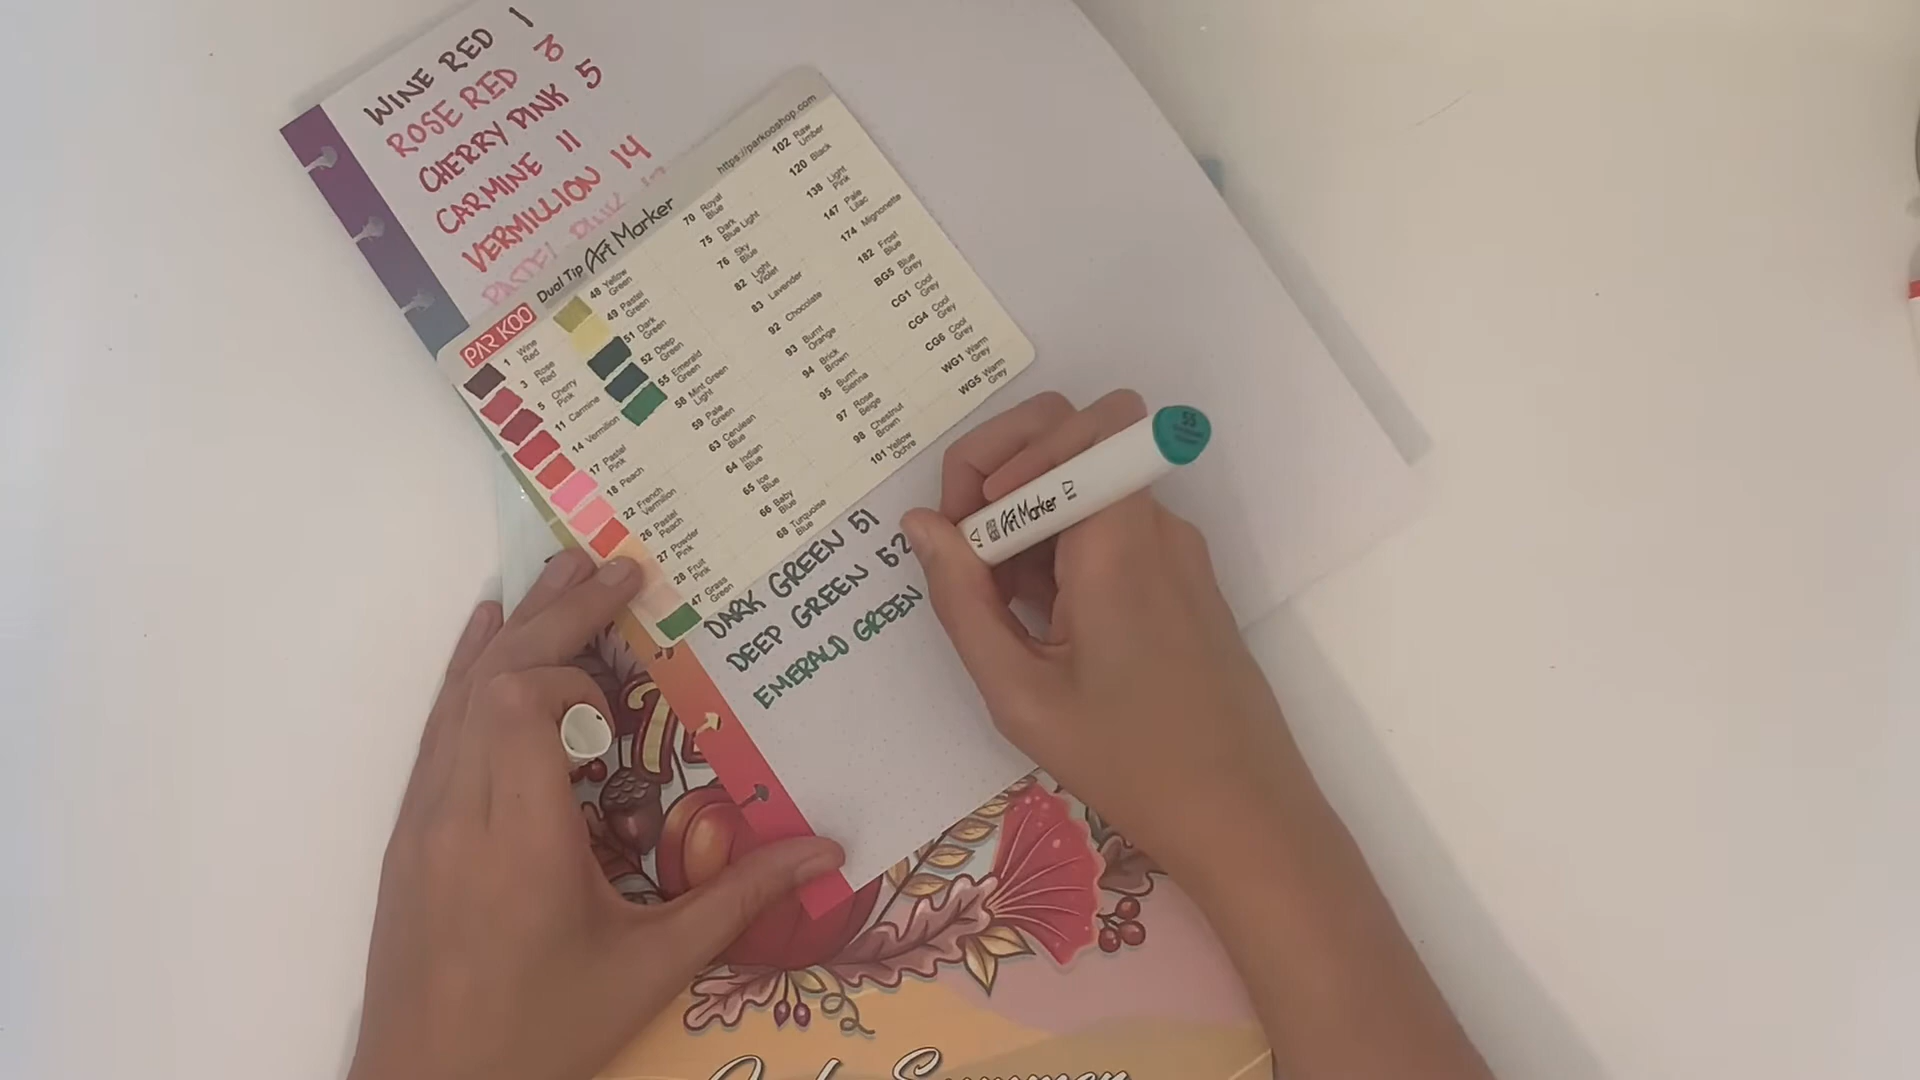 WINE RED 1
ROSE RED 3
CHERRY PINK 5
CARMINE 11
VERMILLION 14
PASTEL PINK 17
PARKOO Dual Tip Art Marker https://parkooshop.com
1 Wine Red
3 Rose Red
5 Cherry Pink
11 Carmine
14 Vermilion
17 Pastel Pink
18 Peach
22 French Vermilion
26 Pastel Peach
27 Powder Pink
28 Fruit Pink
47 Grass Green
48 Yellow Green
49 Pastel Green
51 Dark Green
52 Deep Green
55 Emerald Green
58 Mint Green Light
59 Pale Green
63 Cerulean Blue
64 Indian Blue
65 Ice Blue
66 Baby Blue
68 Turquoise Blue
70 Royal Blue
75 Dark Blue Light
76 Sky Blue
82 Light Violet
83 Lavender
92 Chocolate
93 Burnt Orange
94 Brick Brown
95 Burnt Sienna
97 Rose Beige
98 Chestnut Brown
101 Yellow Ochre
102 Raw Umber
120 Black
138 Light Pink
147 Pale Lilac
174 Mignonette
182 Frost Blue
BG5 Blue Grey
CG1 Cool Grey
CG4 Cool Grey
CG6 Cool Grey
WG1 Warm Grey
WG5 Warm Grey
DARK GREEN 51
DEEP GREEN 52
EMERALD GREEN
Art Marker
55